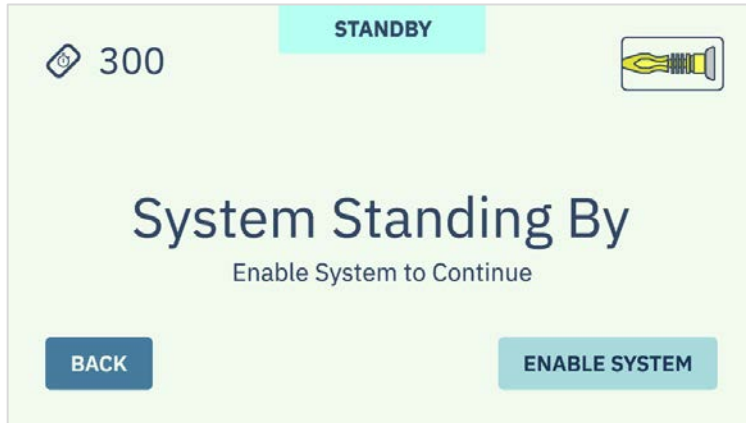 STANDBY
300
System Standing By
Enable System to Continue
BACK
ENABLE SYSTEM